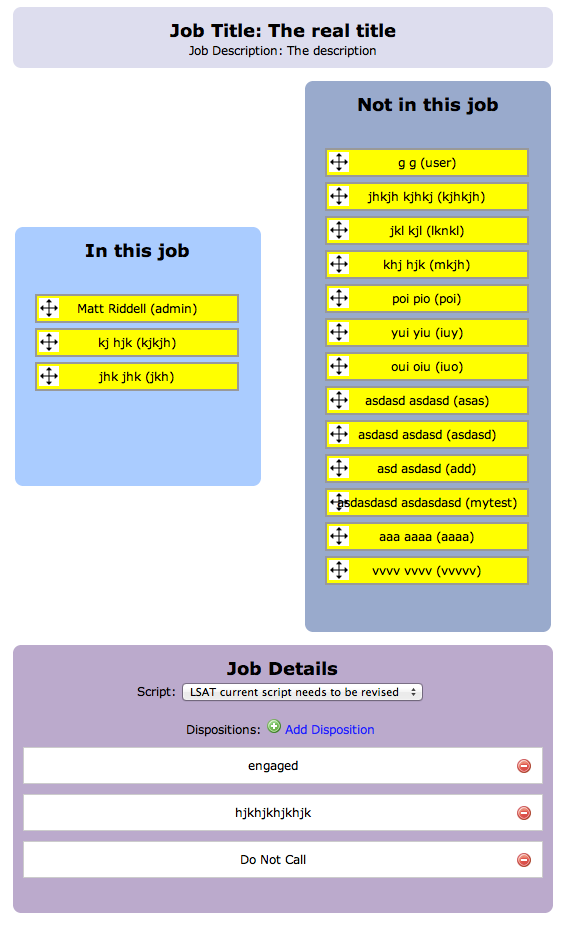 Job Title: The real title
Job Description: The description
In this job
Matt Riddell (admin)
kj hjk (kjkjh)
jhk jhk (jkh)
Not in this job
g g (user)
jhkjh kjhkj (kjhkjh)
jkl kjl (lknkl)
khj hjk (mkjh)
poi pio (poi)
yui yiu (iuy)
oui oiu (iuo)
asdasd asdasd (asas)
asdasd asdasd (asdasd)
asd asdasd (add)
asdasdasd asdasdasd (mytest)
aaa aaaa (aaaa)
vvvv vvvv (vvvvv)
Job Details
Script: LSAT current script needs to be revised
Dispositions: Add Disposition
engaged
hjkhjkhjkhjk
Do Not Call